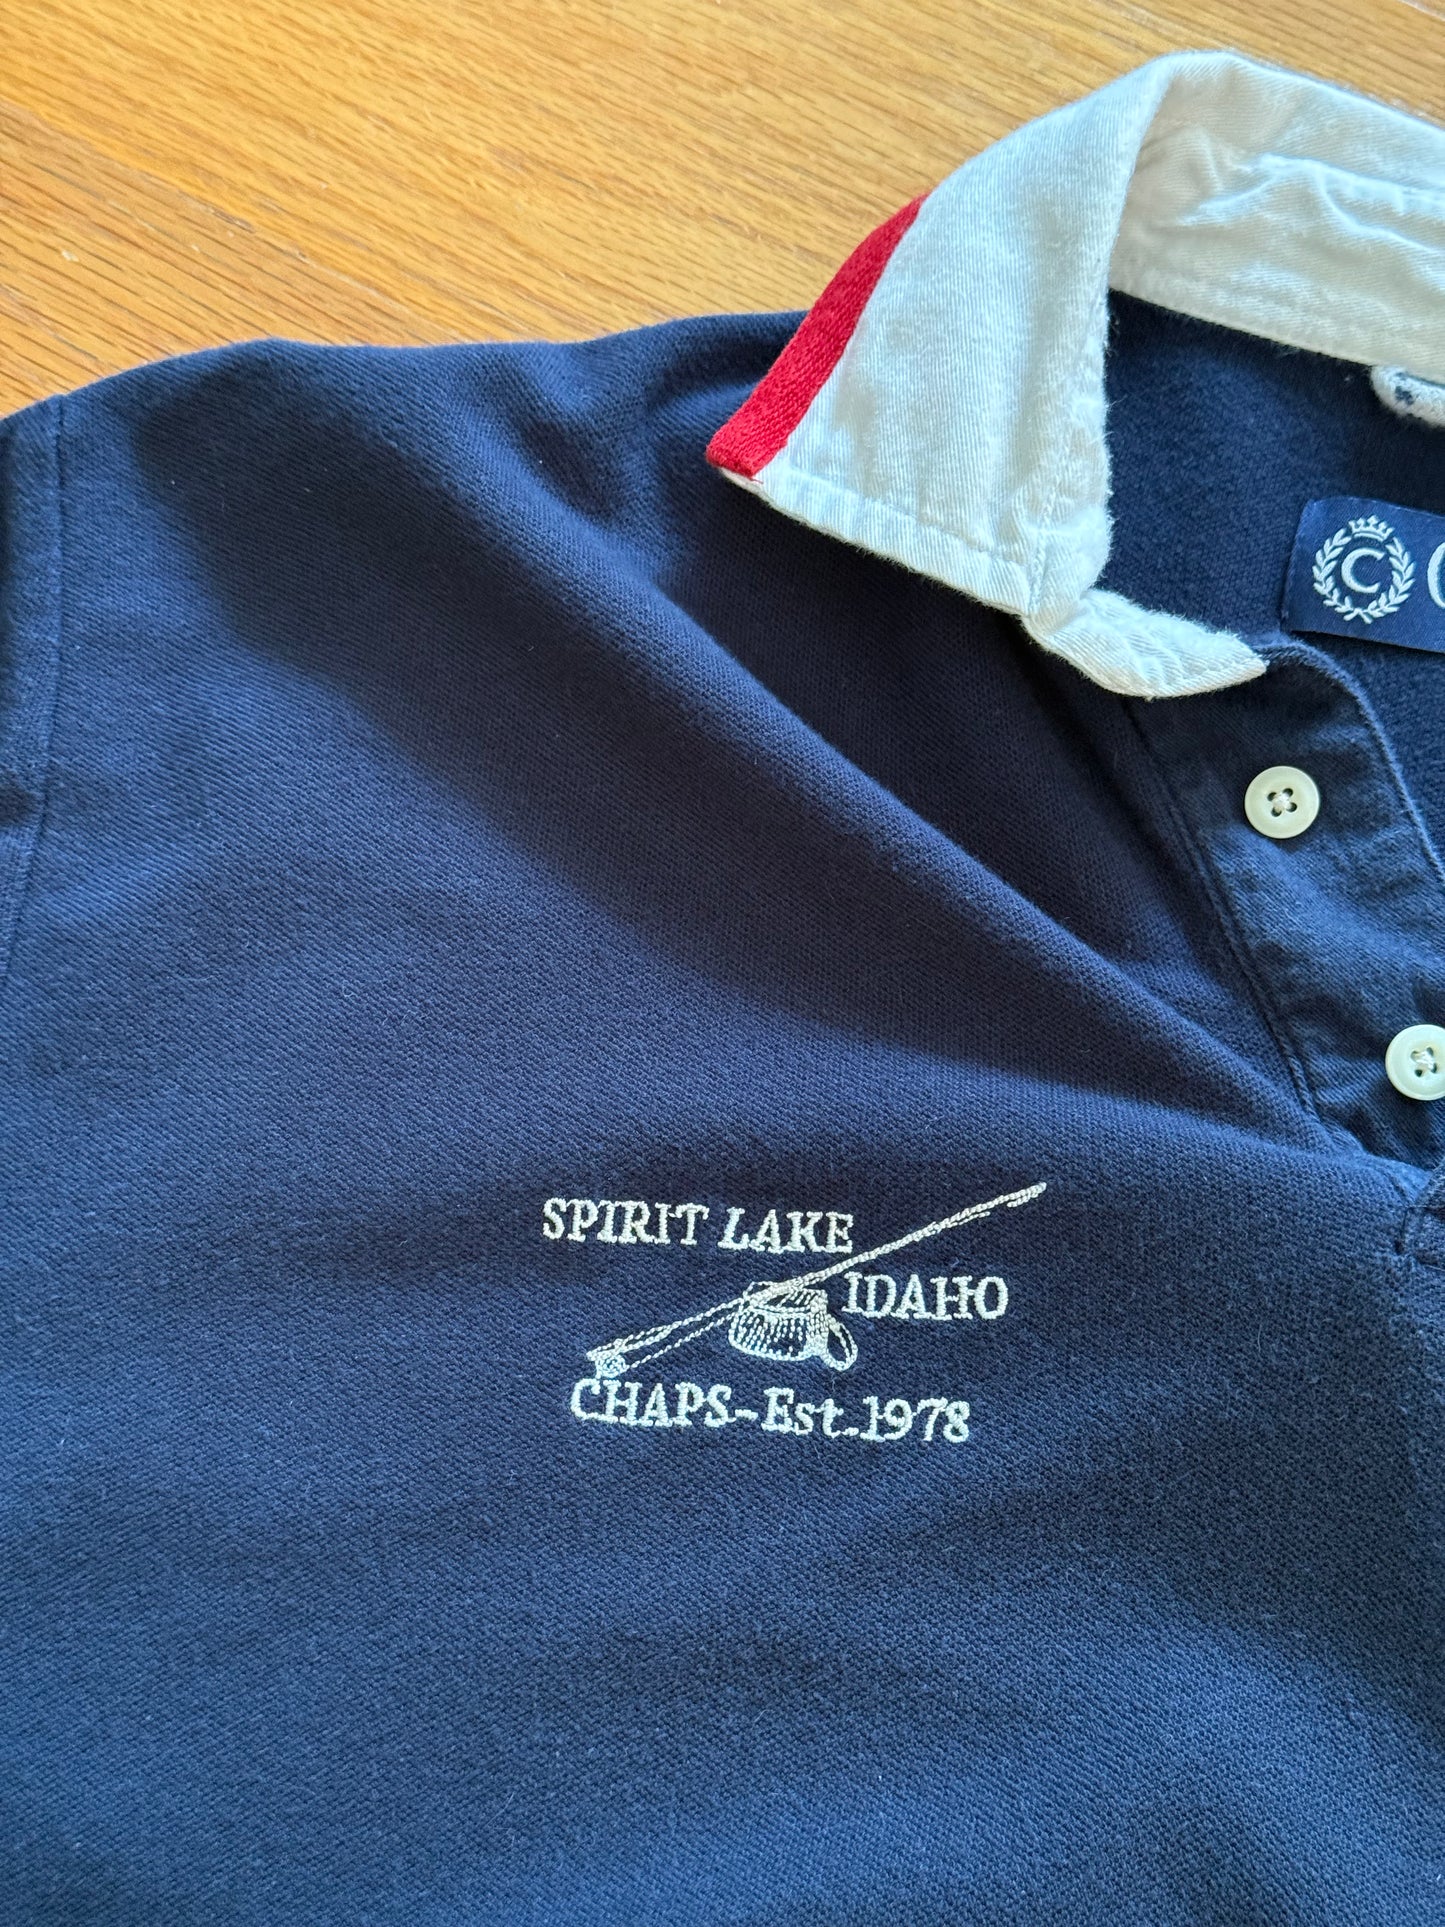 C
SPIRIT LAKE
IDAHO
CHAPS-Est.1978